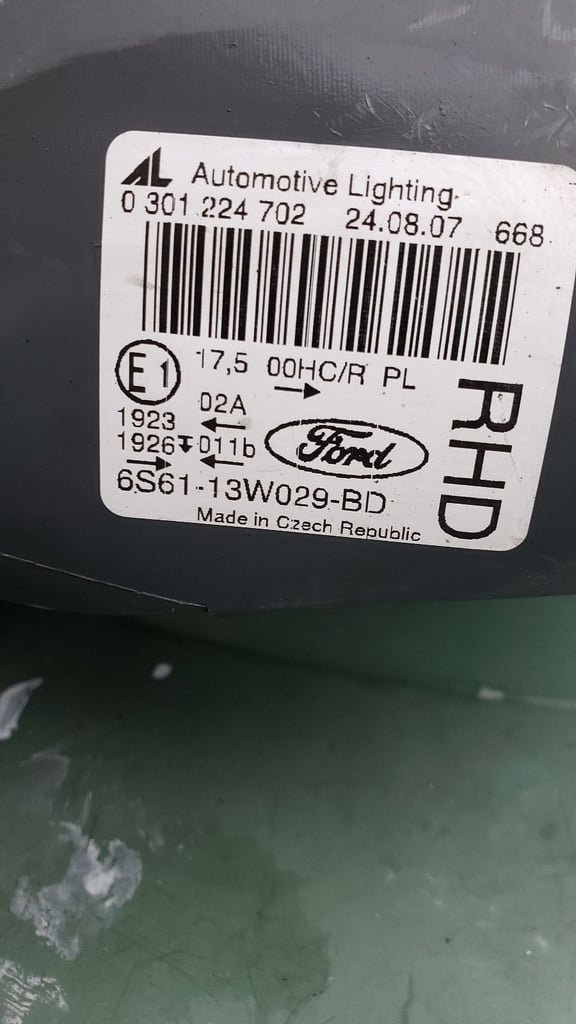 AL Automotive Lighting
0 301 224 702 24.08.07 668
E1 17,5 00HC/R PL
→
02A
1923 ←
1926 ↧ 011b
→ ←
Ford
6S61-13W029-BD
Made in Czech Republic
RHD